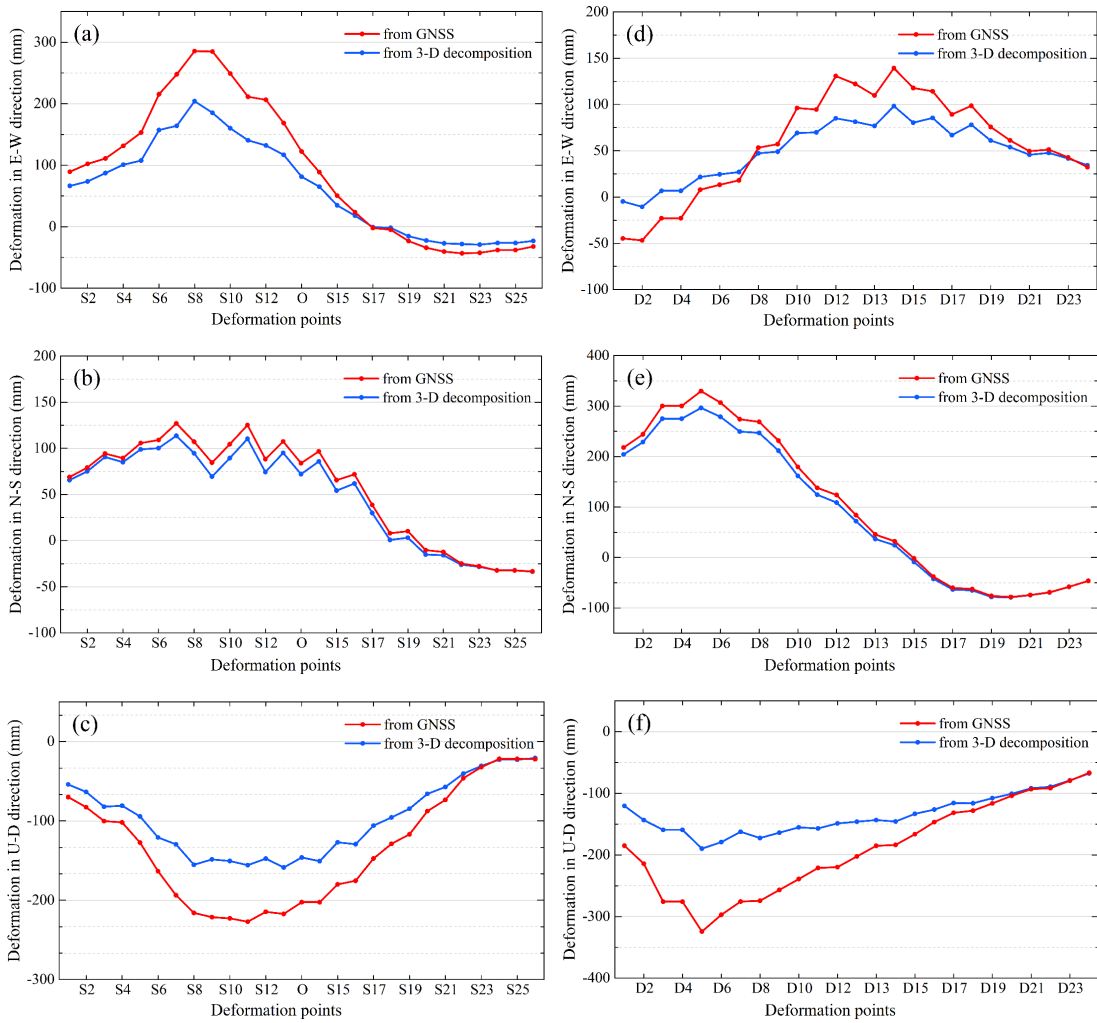 (a)
from GNSS
from 3-D decomposition
Deformation in E-W direction (mm)
300
200
100
0
-100
S2 S4 S6 S8 S10 S12 O S15 S17 S19 S21 S23 S25
Deformation points
(d)
from GNSS
from 3-D decomposition
Deformation in E-W direction (mm)
200
150
100
50
0
-50
-100
D2 D4 D6 D8 D10 D12 D13 D15 D17 D19 D21 D23
Deformation points
(b)
from GNSS
from 3-D decomposition
Deformation in N-S direction (mm)
200
150
100
50
0
-50
-100
S2 S4 S6 S8 S10 S12 O S15 S17 S19 S21 S23 S25
Deformation points
(e)
from GNSS
from 3-D decomposition
Deformation in N-S direction (mm)
400
300
200
100
0
-100
D2 D4 D6 D8 D10 D12 D13 D15 D17 D19 D21 D23
Deformation points
(c)
from GNSS
from 3-D decomposition
Deformation in U-D direction (mm)
0
-100
-200
-300
S2 S4 S6 S8 S10 S12 O S15 S17 S19 S21 S23 S25
Deformation points
(f)
from GNSS
from 3-D decomposition
Deformation in U-D direction (mm)
0
-100
-200
-300
-400
D2 D4 D6 D8 D10 D12 D13 D15 D17 D19 D21 D23
Deformation points